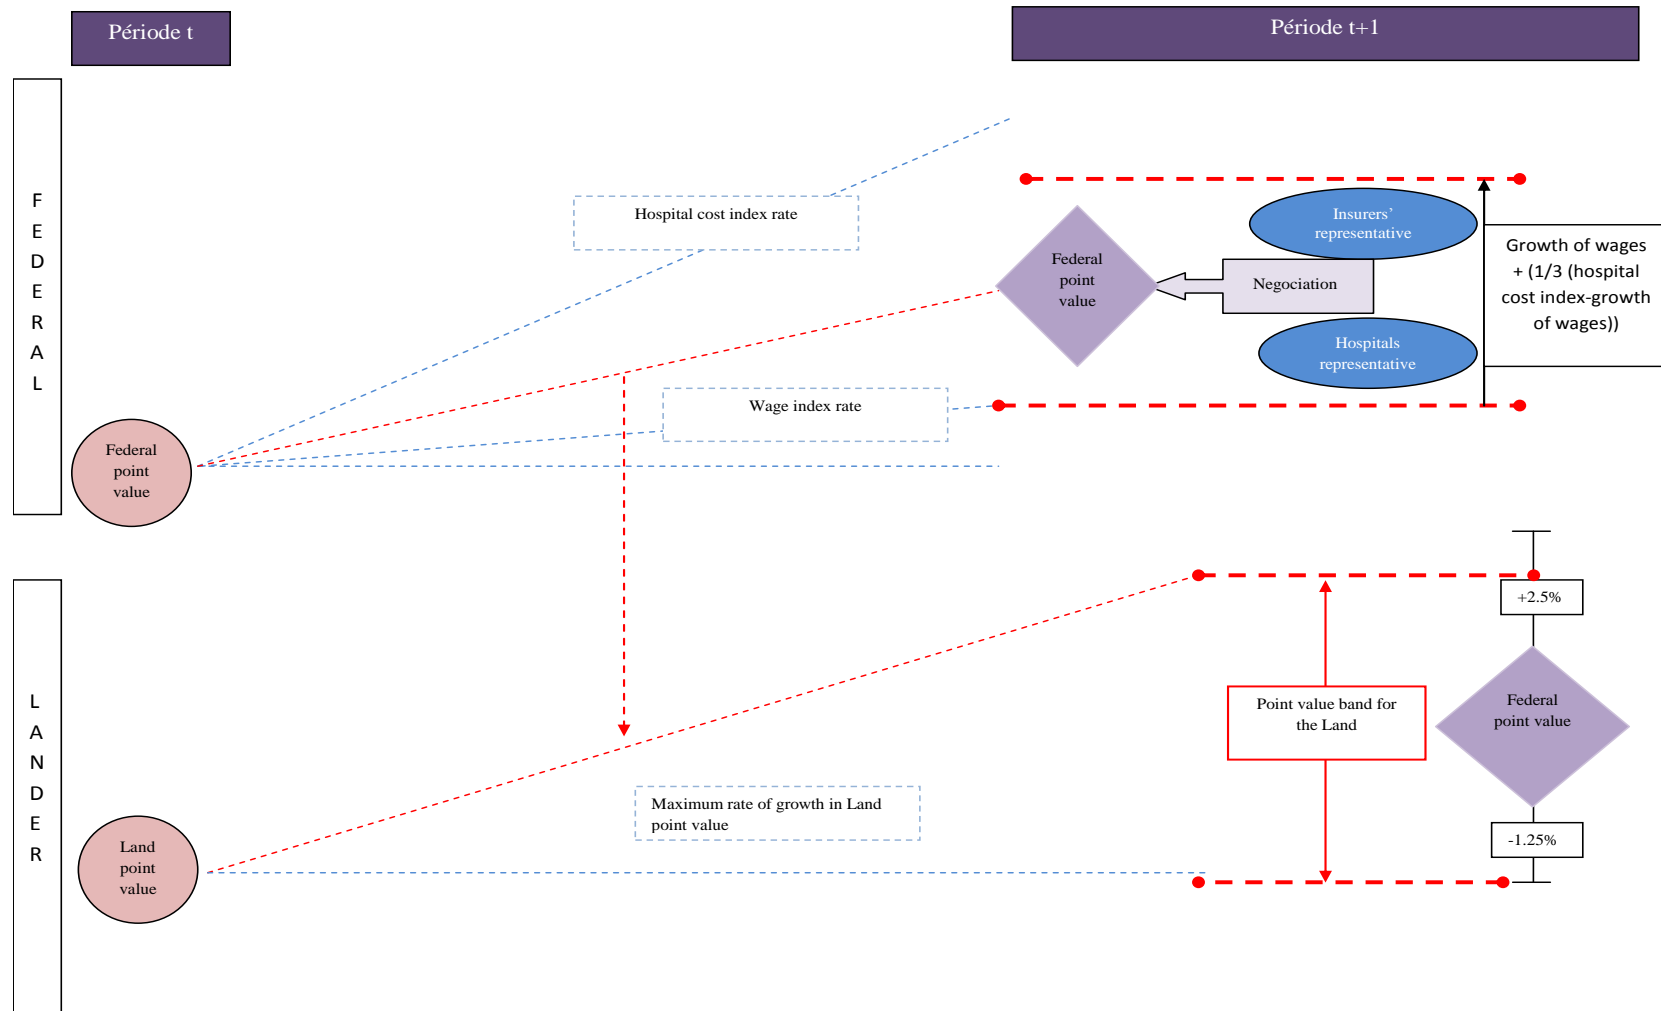 Période t
Période t+1
F
E
D
E
R
A
L
Hospital cost index rate
Insurers'
representative
Federal
point
value
Negociation
Growth of wages
+ (1/3 (hospital
cost index-growth
of wages))
Hospitals
representative
Wage index rate
Federal
point
value
L
A
N
D
E
R
+2.5%
Point value band for
the Land
Federal
point value
Maximum rate of growth in Land
point value
-1.25%
Land
point
value